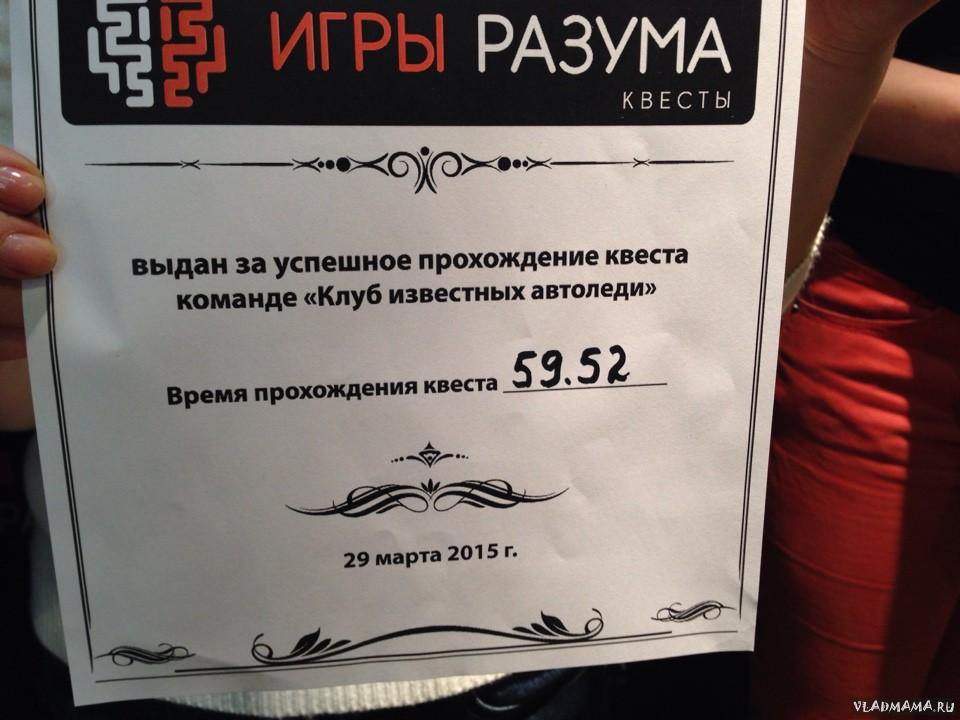 ИГРЫ РАЗУМА
КВЕСТЫ
выдан за успешное прохождение квеста
команде «Клуб известных автоледи»
Время прохождения квеста 59.52
29 марта 2015 г.
VLADMAMA.RU